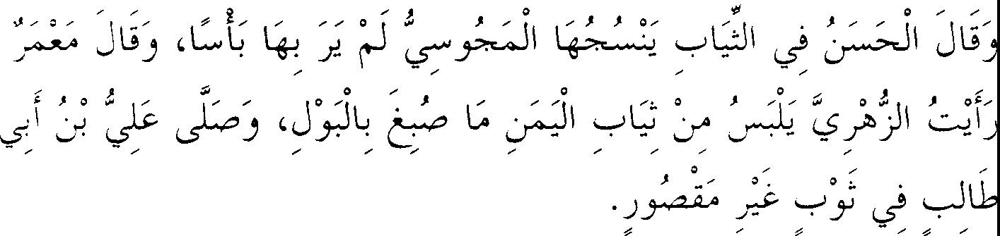 وَقَالَ الْحَسَنُ فِي الثِّيَابِ يَنْسُجُهَا الْمَجُوسِيُّ لَمْ يَرَ بِهَا بَأْسًا، وَقَالَ مَعْمَرٌ
رَأَيْتُ الزُّهْرِيَّ يَلْبَسُ مِنْ ثِيَابِ الْيَمَنِ مَا صُبِغَ بِالْبَوْلِ، وَصَلَّى عَلِيُّ بْنُ أَبِي
طَالِبٍ فِي ثَوْبٍ غَيْرِ مَقْصُورٍ.